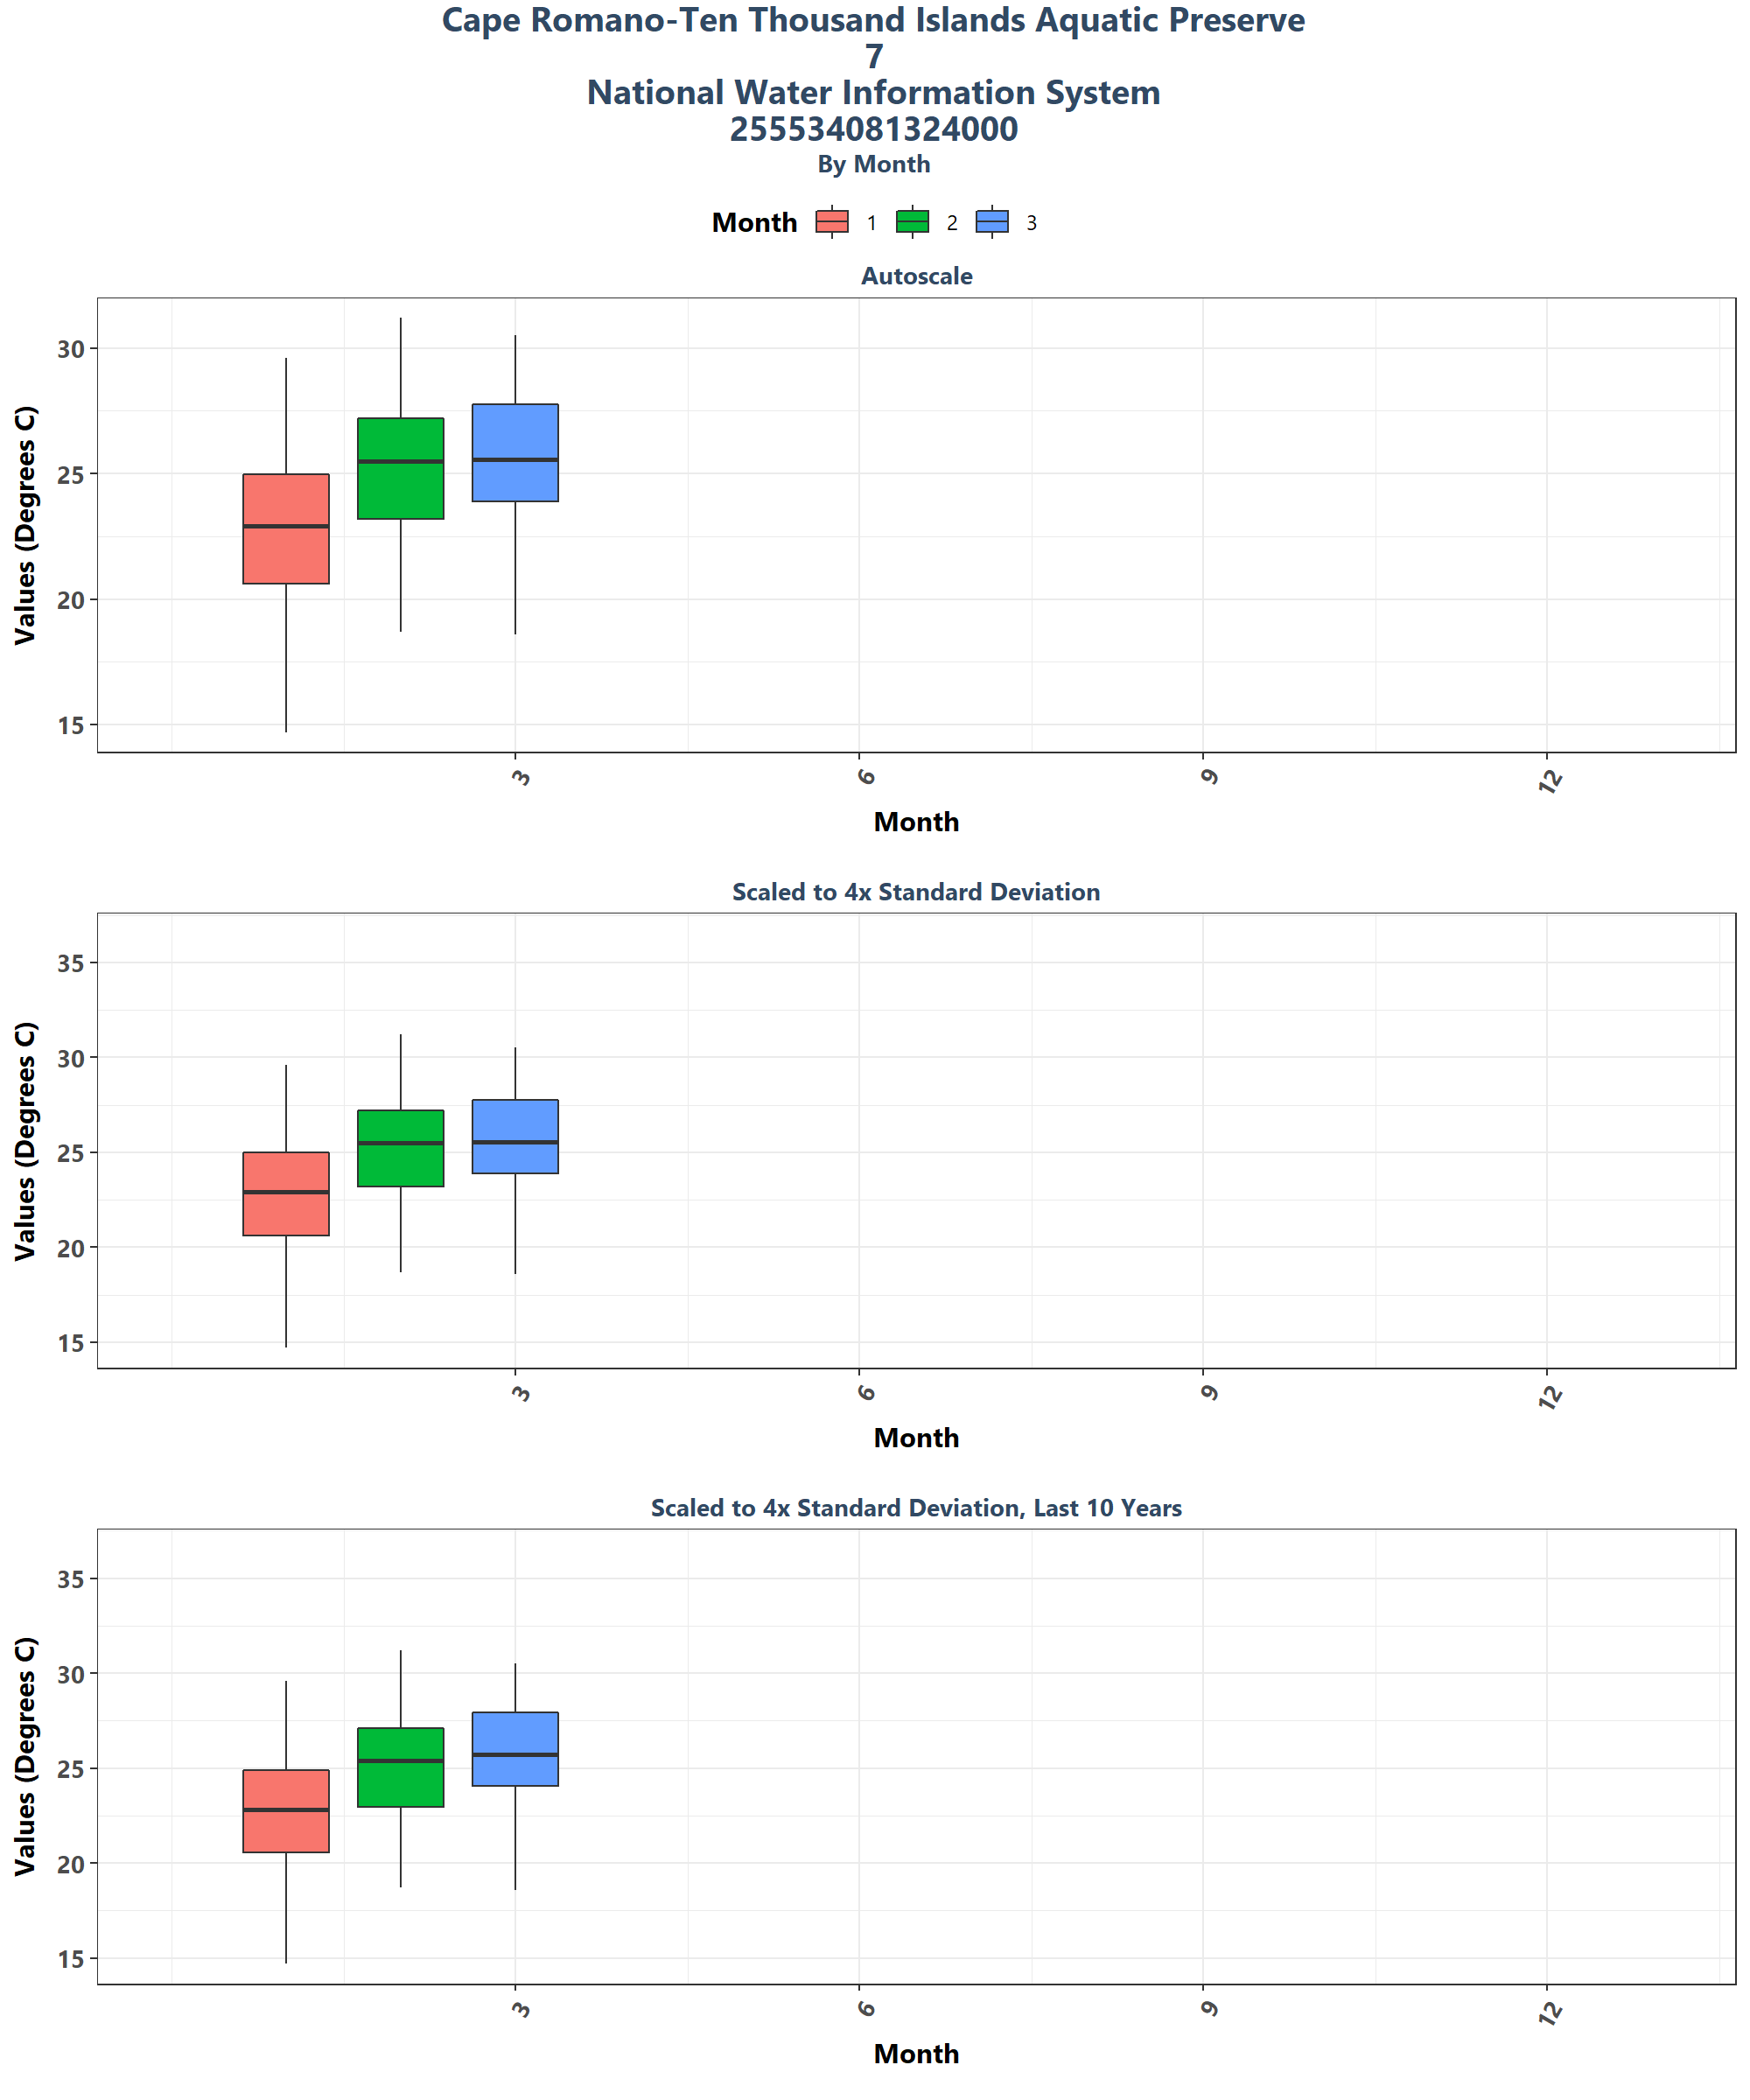 Cape Romano-Ten Thousand Islands Aquatic Preserve
7
National Water Information System
255534081324000
By Month
Month 1 2 3
Autoscale
Values (Degrees C)
30
25
20
15
3 6 9 12
Month
Scaled to 4x Standard Deviation
Values (Degrees C)
35
30
25
20
15
3 6 9 12
Month
Scaled to 4x Standard Deviation, Last 10 Years
Values (Degrees C)
35
30
25
20
15
3 6 9 12
Month